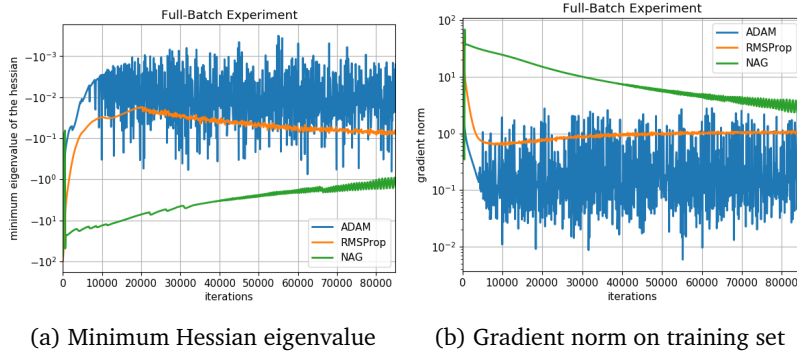 Full-Batch Experiment
minimum eigenvalue of the hessian
−10⁻³
−10⁻²
−10⁻¹
−10⁰
−10¹
−10²
ADAM
RMSProp
NAG
0 10000 20000 30000 40000 50000 60000 70000 80000
iterations
(a) Minimum Hessian eigenvalue
Full-Batch Experiment
gradient norm
10²
10¹
10⁰
10⁻¹
10⁻²
ADAM
RMSProp
NAG
0 10000 20000 30000 40000 50000 60000 70000 80000
iterations
(b) Gradient norm on training set